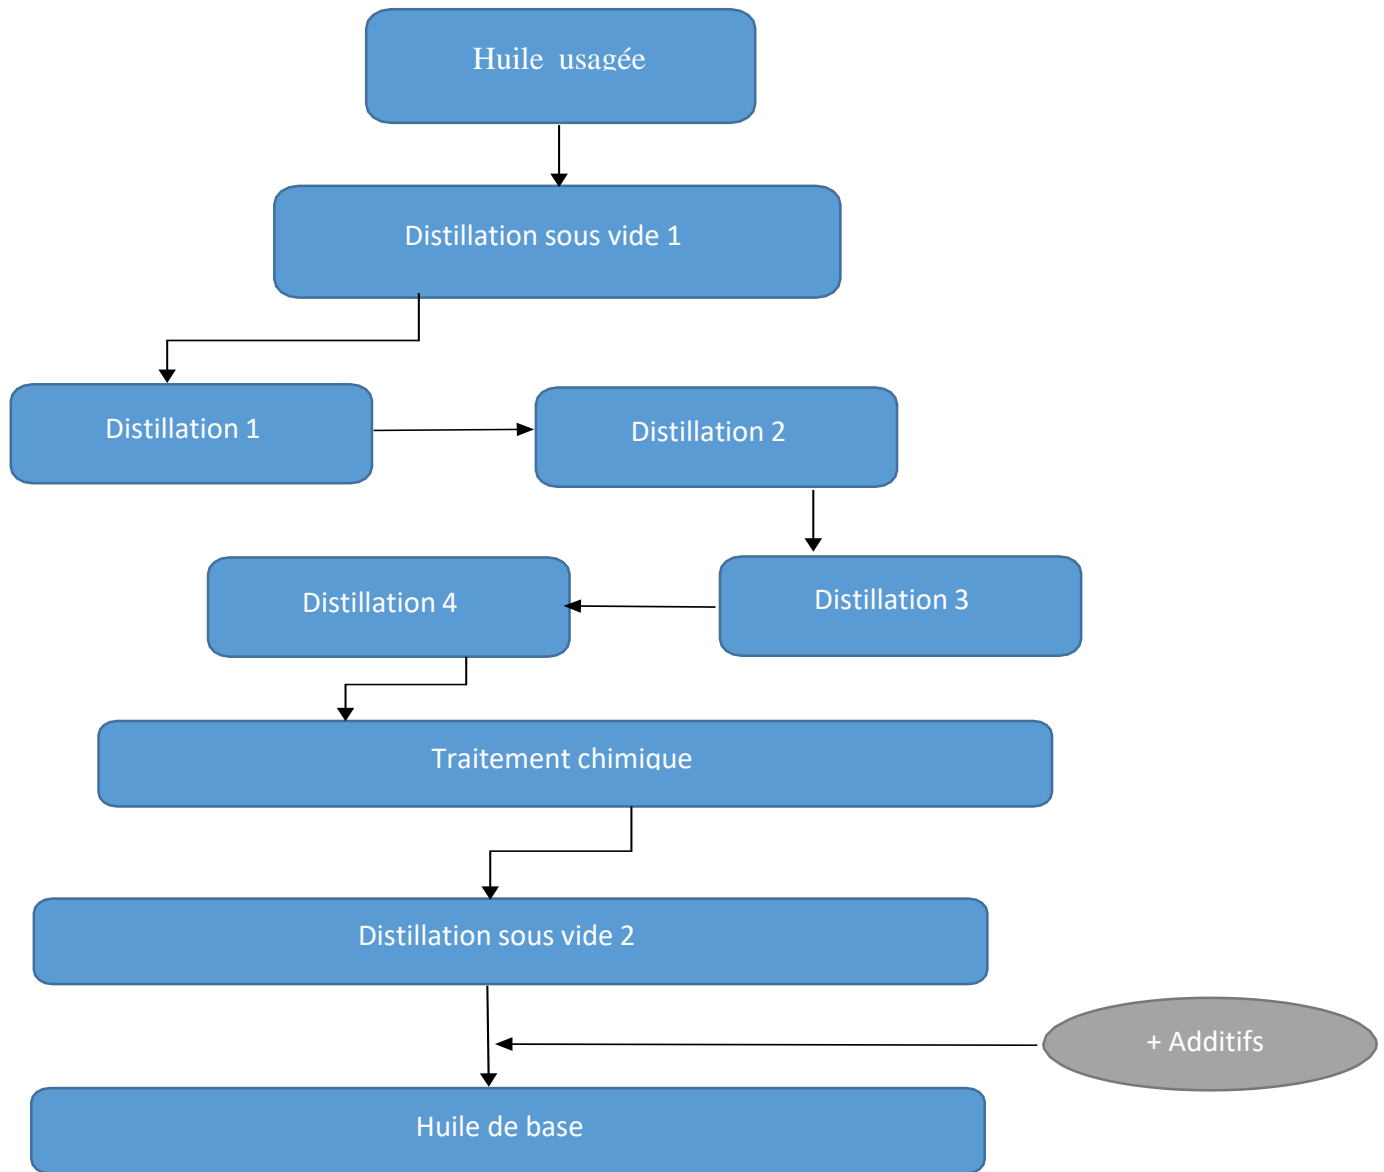 Huile usagée
Distillation sous vide 1
Distillation 1
Distillation 2
Distillation 4
Distillation 3
Traitement chimique
Distillation sous vide 2
+ Additifs
Huile de base